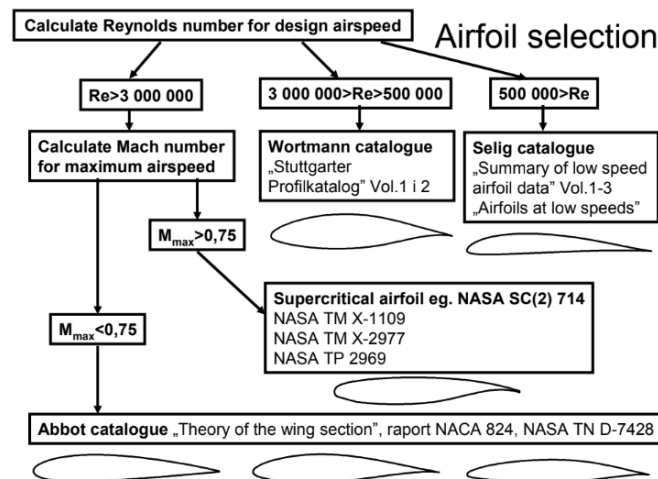 Calculate Reynolds number for design airspeed
Airfoil selection
Re>3 000 000
3 000 000>Re>500 000
500 000>Re
Calculate Mach number
for maximum airspeed
Wortmann catalogue
„Stuttgarter
Profilkatalog” Vol.1 i 2
Selig catalogue
„Summary of low speed
airfoil data” Vol.1-3
„Airfoils at low speeds”
Mmax>0,75
Supercritical airfoil eg. NASA SC(2) 714
NASA TM X-1109
NASA TM X-2977
NASA TP 2969
Mmax<0,75
Abbot catalogue „Theory of the wing section”, raport NACA 824, NASA TN D-7428